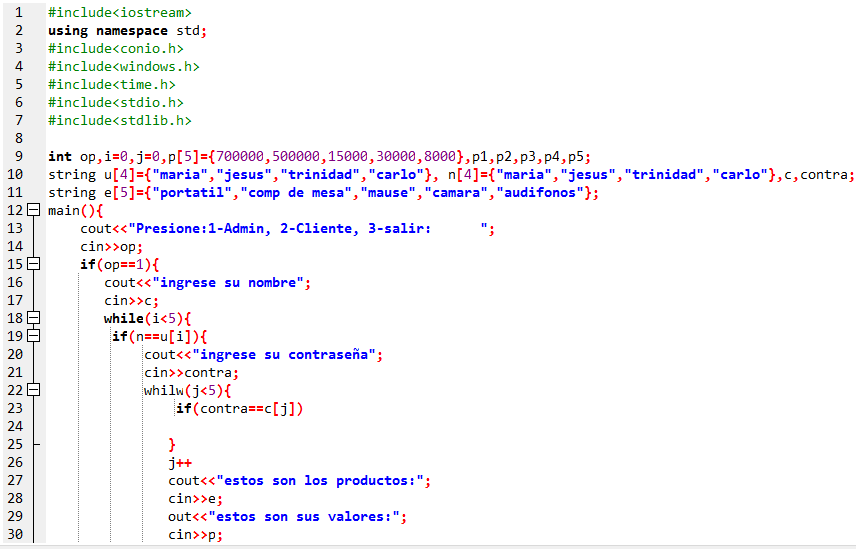 1 #include<iostream>
2 using namespace std;
3 #include<conio.h>
4 #include<windows.h>
5 #include<time.h>
6 #include<stdio.h>
7 #include<stdlib.h>
8
9 int op,i=0,j=0,p[5]={700000,500000,15000,30000,8000},p1,p2,p3,p4,p5;
10 string u[4]={"maria","jesus","trinidad","carlo"}, n[4]={"maria","jesus","trinidad","carlo"},c,contra;
11 string e[5]={"portatil","comp de mesa","mause","camara","audifonos"};
12 main(){
13 cout<<"Presione:1-Admin, 2-Cliente, 3-salir:      ";
14 cin>>op;
15 if(op==1){
16 cout<<"ingrese su nombre";
17 cin>>c;
18 while(i<5){
19 if(n==u[i]){
20 cout<<"ingrese su contraseña";
21 cin>>contra;
22 whilw(j<5){
23 if(contra==c[j])
24
25 }
26 j++
27 cout<<"estos son los productos:";
28 cin>>e;
29 out<<"estos son sus valores:";
30 cin>>p;